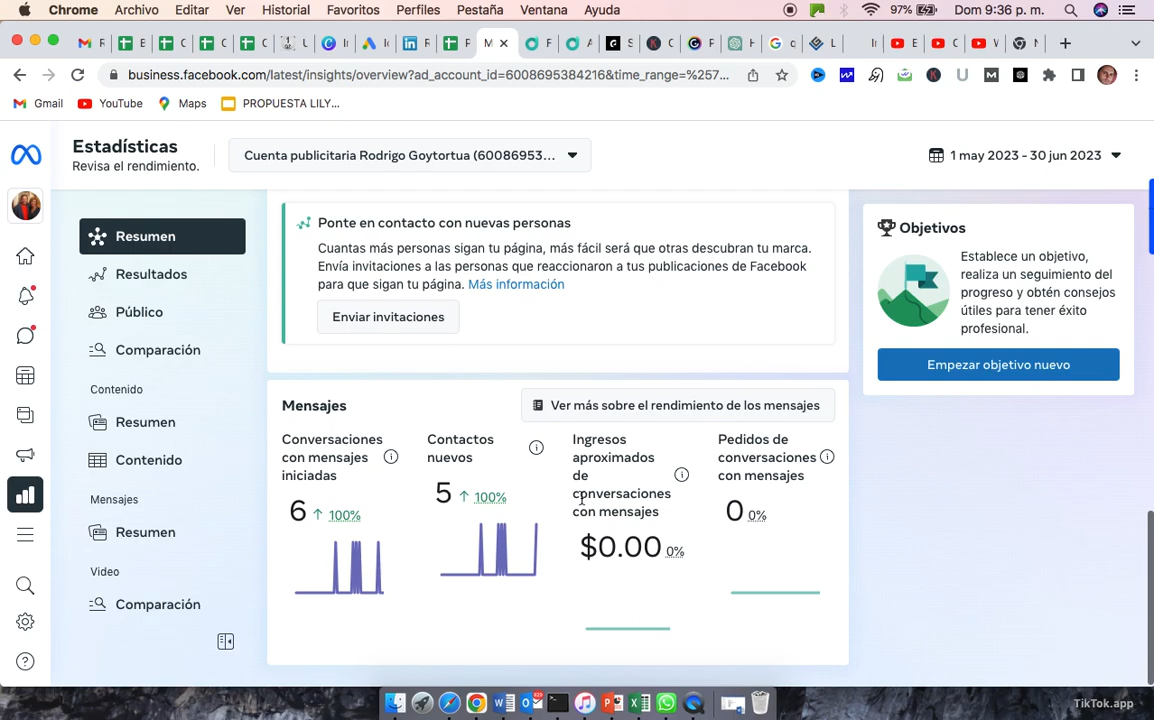 Chrome Archivo Editar Ver Historial Favoritos Perfiles Pestaña Ventana Ayuda 97% Dom 9:36 p. m.
business.facebook.com/latest/insights/overview?ad_account_id=6008695384216&time_range=%257...
Gmail YouTube Maps PROPUESTA LILY...
Estadísticas
Revisa el rendimiento.
Cuenta publicitaria Rodrigo Goytortua (60086953...
1 may 2023 - 30 jun 2023
Resumen
Resultados
Público
Comparación
Contenido
Resumen
Contenido
Mensajes
Resumen
Video
Comparación
Ponte en contacto con nuevas personas
Cuantas más personas sigan tu página, más fácil será que otras descubran tu marca.
Envía invitaciones a las personas que reaccionaron a tus publicaciones de Facebook
para que sigan tu página. Más información
Enviar invitaciones
Mensajes
Ver más sobre el rendimiento de los mensajes
Conversaciones
con mensajes
iniciadas
6 ↑ 100%
Contactos
nuevos
5 ↑ 100%
Ingresos
aproximados
de
conversaciones
con mensajes
$0.00 0%
Pedidos de
conversaciones
con mensajes
0 0%
Objetivos
Establece un objetivo,
realiza un seguimiento del
progreso y obtén consejos
útiles para tener éxito
profesional.
Empezar objetivo nuevo
TikTok.app